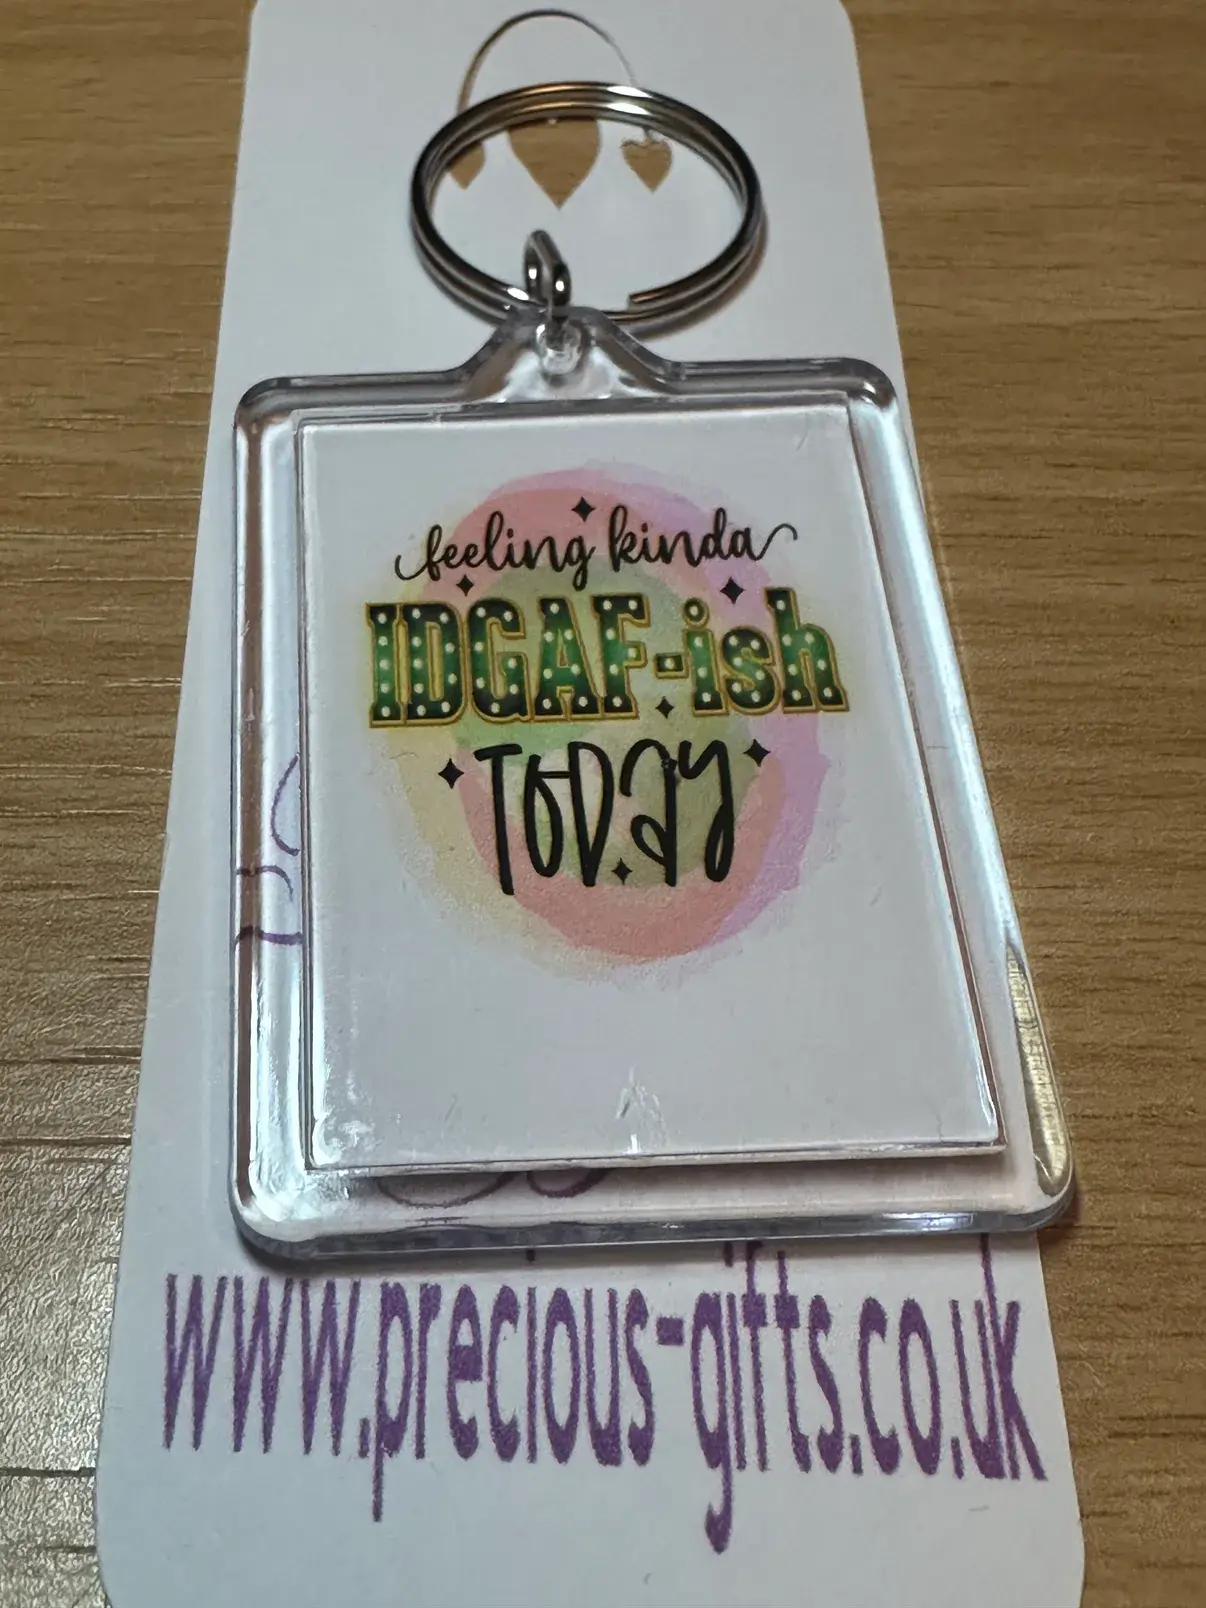 feeling kinda
IDGAF-ish
TODAY
www.precious-gifts.co.uk